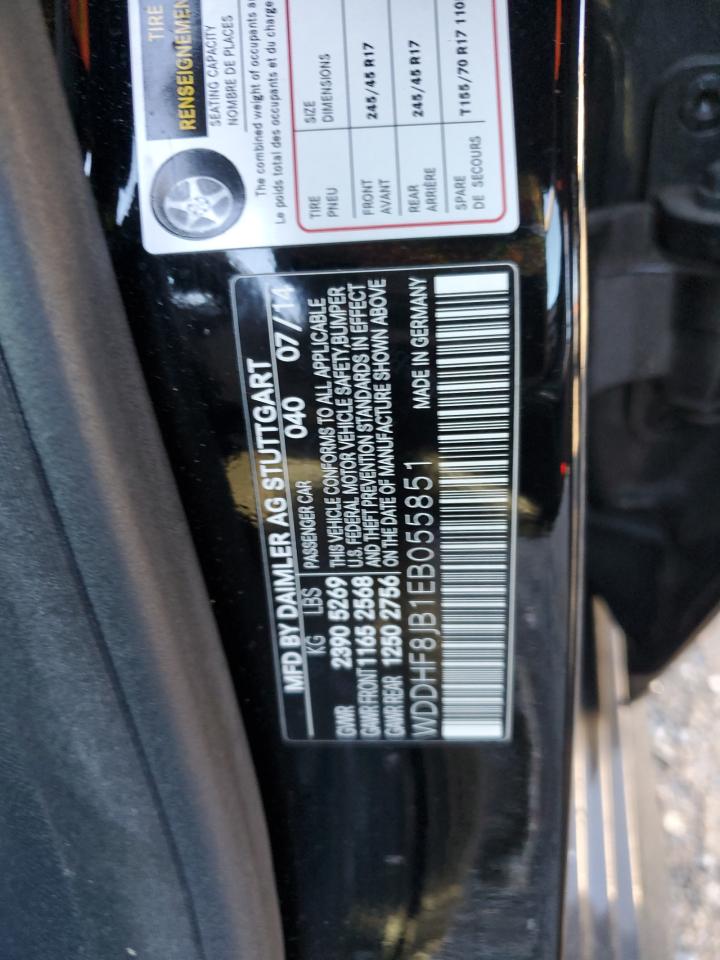 TIRE
RENSEIGNEMEN
SEATING CAPACITY
NOMBRE DE PLACES
The combined weight of occupants a
Le poids total des occupants et du charge
TIRE SIZE
PNEU DIMENSIONS
FRONT 245/45 R17
AVANT
REAR 245/45 R17
ARRIÈRE
SPARE T155/70 R17 110
DE SECOURS
MFD BY DAIMLER AG STUTTGART
KG LBS 040 07/14
PASSENGER CAR
GWR 2390 5269 THIS VEHICLE CONFORMS TO ALL APPLICABLE
U.S. FEDERAL MOTOR VEHICLE SAFETY,BUMPER
GAWR FRONT 1165 2568 AND THEFT PREVENTION STANDARDS IN EFFECT
GAWR REAR 1250 2756 ON THE DATE OF MANUFACTURE SHOWN ABOVE
WDDHF8JB1EB055851 MADE IN GERMANY